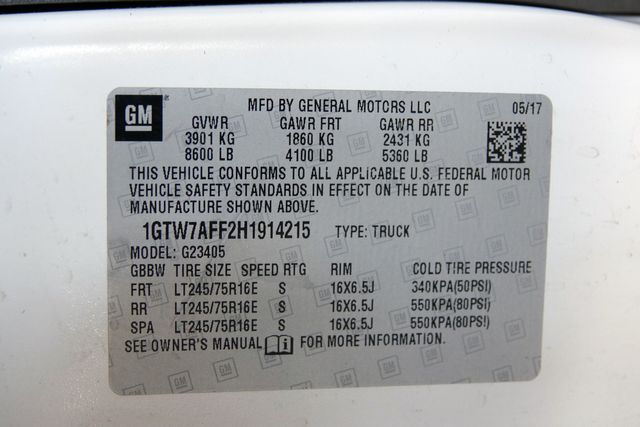 GM
MFD BY GENERAL MOTORS LLC 05/17
GVWR GAWR FRT GAWR RR
3901 KG 1860 KG 2431 KG
8600 LB 4100 LB 5360 LB
THIS VEHICLE CONFORMS TO ALL APPLICABLE U.S. FEDERAL MOTOR
VEHICLE SAFETY STANDARDS IN EFFECT ON THE DATE OF
MANUFACTURE SHOWN ABOVE.
1GTW7AFF2H1914215 TYPE: TRUCK
MODEL: G23405
GBBW TIRE SIZE SPEED RTG RIM COLD TIRE PRESSURE
FRT LT245/75R16E S 16X6.5J 340KPA(50PSI)
RR LT245/75R16E S 16X6.5J 550KPA(80PSI)
SPA LT245/75R16E S 16X6.5J 550KPA(80PSI)
SEE OWNER'S MANUAL i FOR MORE INFORMATION.